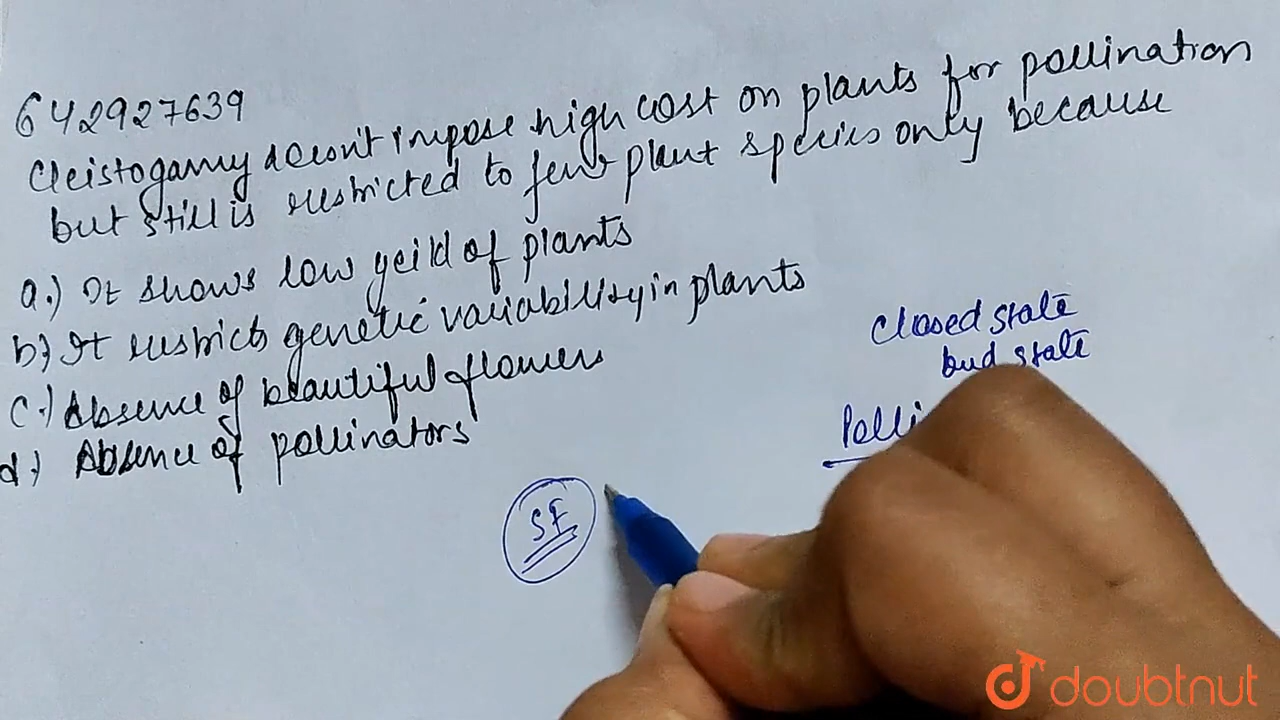 642927639
Cleistogamy doesn't impose high cost on plants for pollination
but still is restricted to few plant species only because
a.) It shows low yeild of plants
b.) It restricts genetic variability in plants
c.) Absence of beautiful flowers
d.) Absence of pollinators
Closed state
bud state
Polli
SF
doubtnut